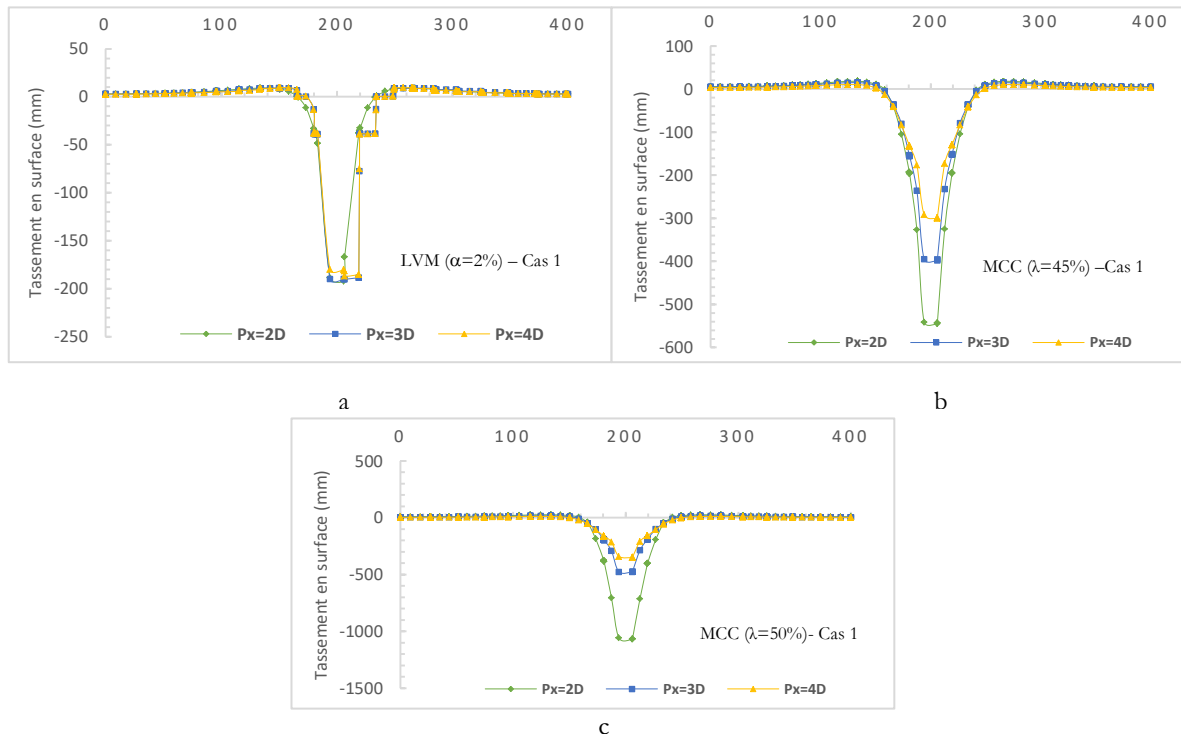 0 100 200 300 400
50
0
-50
-100
-150
-200
-250
Tassement en surface (mm)
LVM (α=2%) – Cas 1
Px=2D Px=3D Px=4D
a
0 100 200 300 400
100
0
-100
-200
-300
-400
-500
-600
Tassement en surface (mm)
MCC (λ=45%) –Cas 1
Px=2D Px=3D Px=4D
b
0 100 200 300 400
500
0
-500
-1000
-1500
Tassement en surface (mm)
MCC (λ=50%)- Cas 1
Px=2D Px=3D Px=4D
c